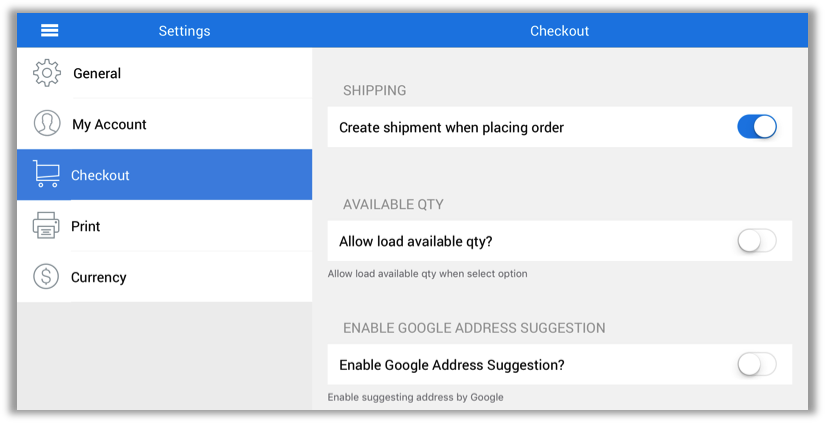 Settings
Checkout
General
My Account
Checkout
Print
Currency
SHIPPING
Create shipment when placing order
AVAILABLE QTY
Allow load available qty?
Allow load available qty when select option
ENABLE GOOGLE ADDRESS SUGGESTION
Enable Google Address Suggestion?
Enable suggesting address by Google